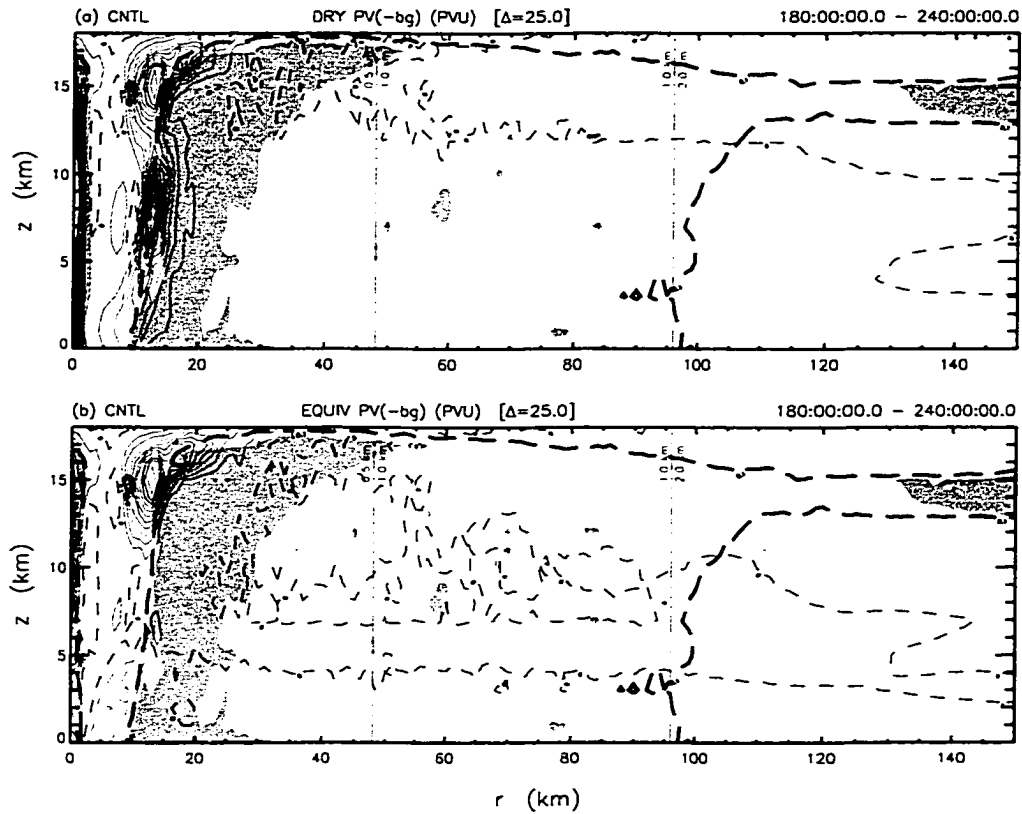 (a) CNTL DRY PV(-bg) (PVU) [Δ=25.0] 180:00:00.0 – 240:00:00.0
15
10
5
0
z (km)
0 20 40 60 80 100 120 140
(b) CNTL EQUIV PV(-bg) (PVU) [Δ=25.0] 180:00:00.0 – 240:00:00.0
15
10
5
0
z (km)
0 20 40 60 80 100 120 140
r (km)